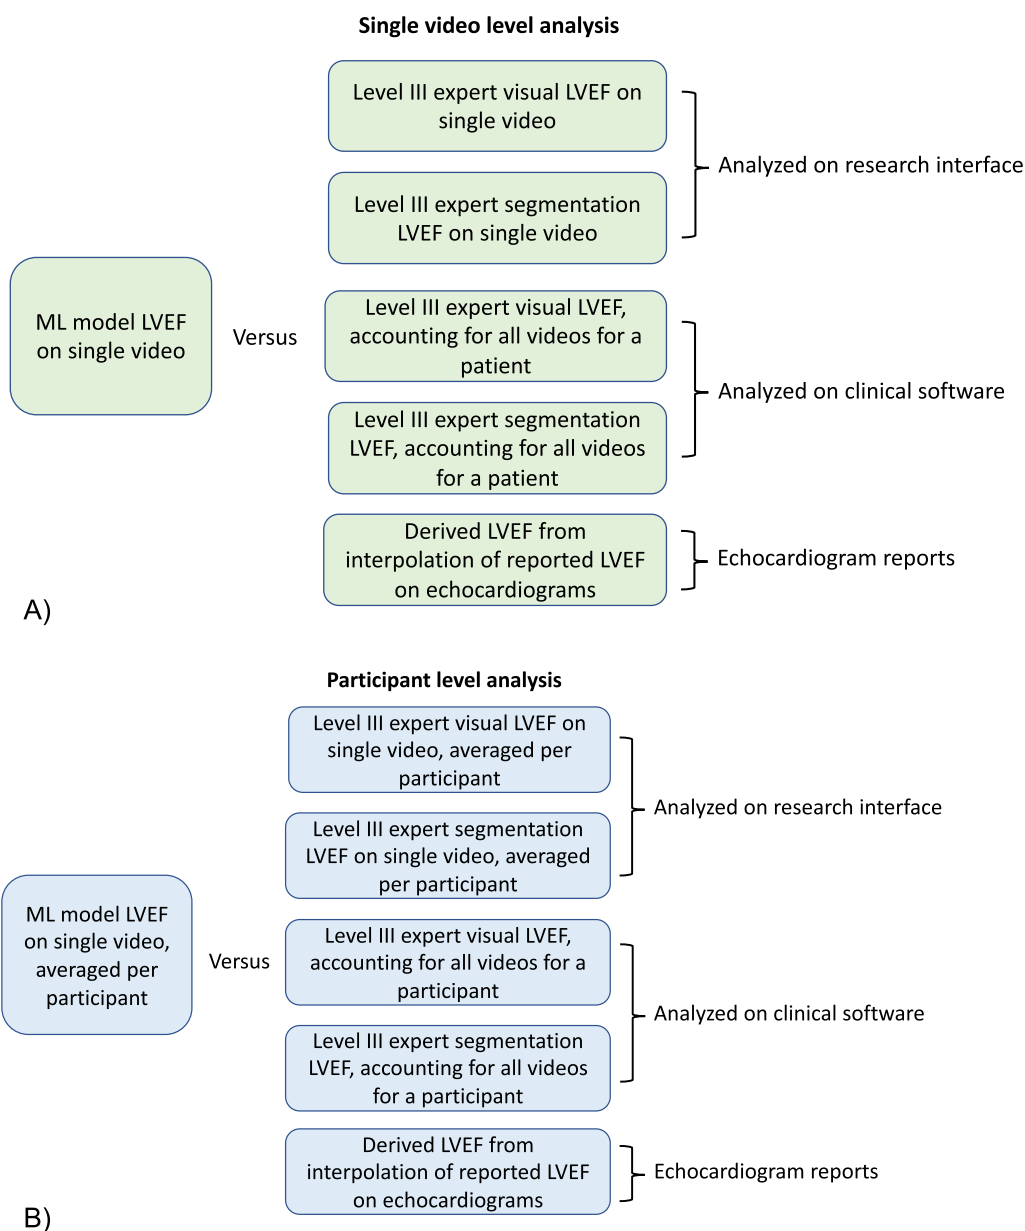 Single video level analysis
Level III expert visual LVEF on
single video
Level III expert segmentation
LVEF on single video
Analyzed on research interface
ML model LVEF
on single video
Versus
Level III expert visual LVEF,
accounting for all videos for a
patient
Level III expert segmentation
LVEF, accounting for all videos
for a patient
Analyzed on clinical software
Derived LVEF from
interpolation of reported LVEF
on echocardiograms
Echocardiogram reports
A)
Participant level analysis
Level III expert visual LVEF on
single video, averaged per
participant
Level III expert segmentation
LVEF on single video, averaged
per participant
Analyzed on research interface
ML model LVEF
on single video,
averaged per
participant
Versus
Level III expert visual LVEF,
accounting for all videos for a
participant
Level III expert segmentation
LVEF, accounting for all videos
for a participant
Analyzed on clinical software
Derived LVEF from
interpolation of reported LVEF
on echocardiograms
Echocardiogram reports
B)